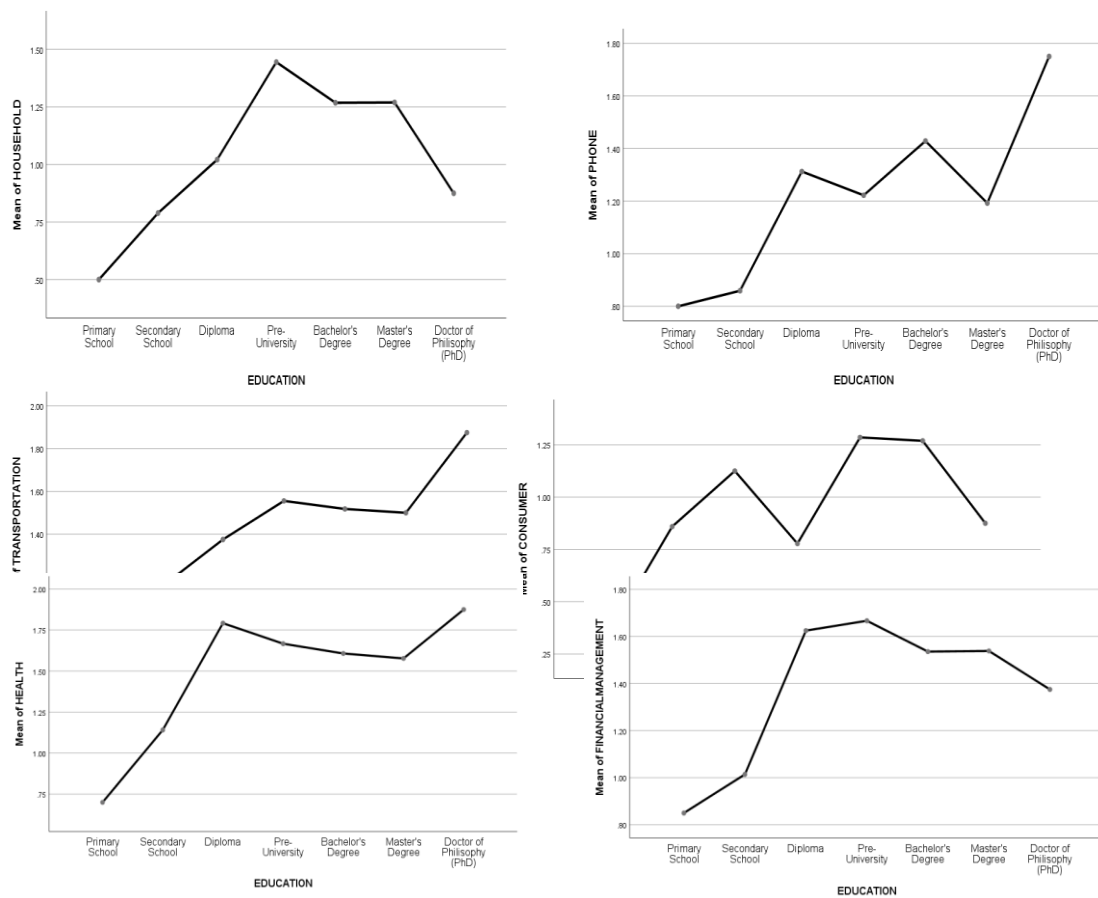 Mean of HOUSEHOLD
1.50
1.25
1.00
.75
.50
Primary School
Secondary School
Diploma
Pre-University
Bachelor's Degree
Master's Degree
Doctor of Philisophy (PhD)
EDUCATION
Mean of PHONE
1.80
1.60
1.40
1.20
1.00
.80
Primary School
Secondary School
Diploma
Pre-University
Bachelor's Degree
Master's Degree
Doctor of Philisophy (PhD)
EDUCATION
f TRANSPORTATION
2.00
1.80
1.60
1.40
Mean of CONSUMER
1.25
1.00
.75
.50
.25
Mean of HEALTH
2.00
1.75
1.50
1.25
1.00
.75
Primary School
Secondary School
Diploma
Pre-University
Bachelor's Degree
Master's Degree
Doctor of Philisophy (PhD)
EDUCATION
Mean of FINANCIALMANAGEMENT
1.80
1.60
1.40
1.20
1.00
.80
Primary School
Secondary School
Diploma
Pre-University
Bachelor's Degree
Master's Degree
Doctor of Philisophy (PhD)
EDUCATION